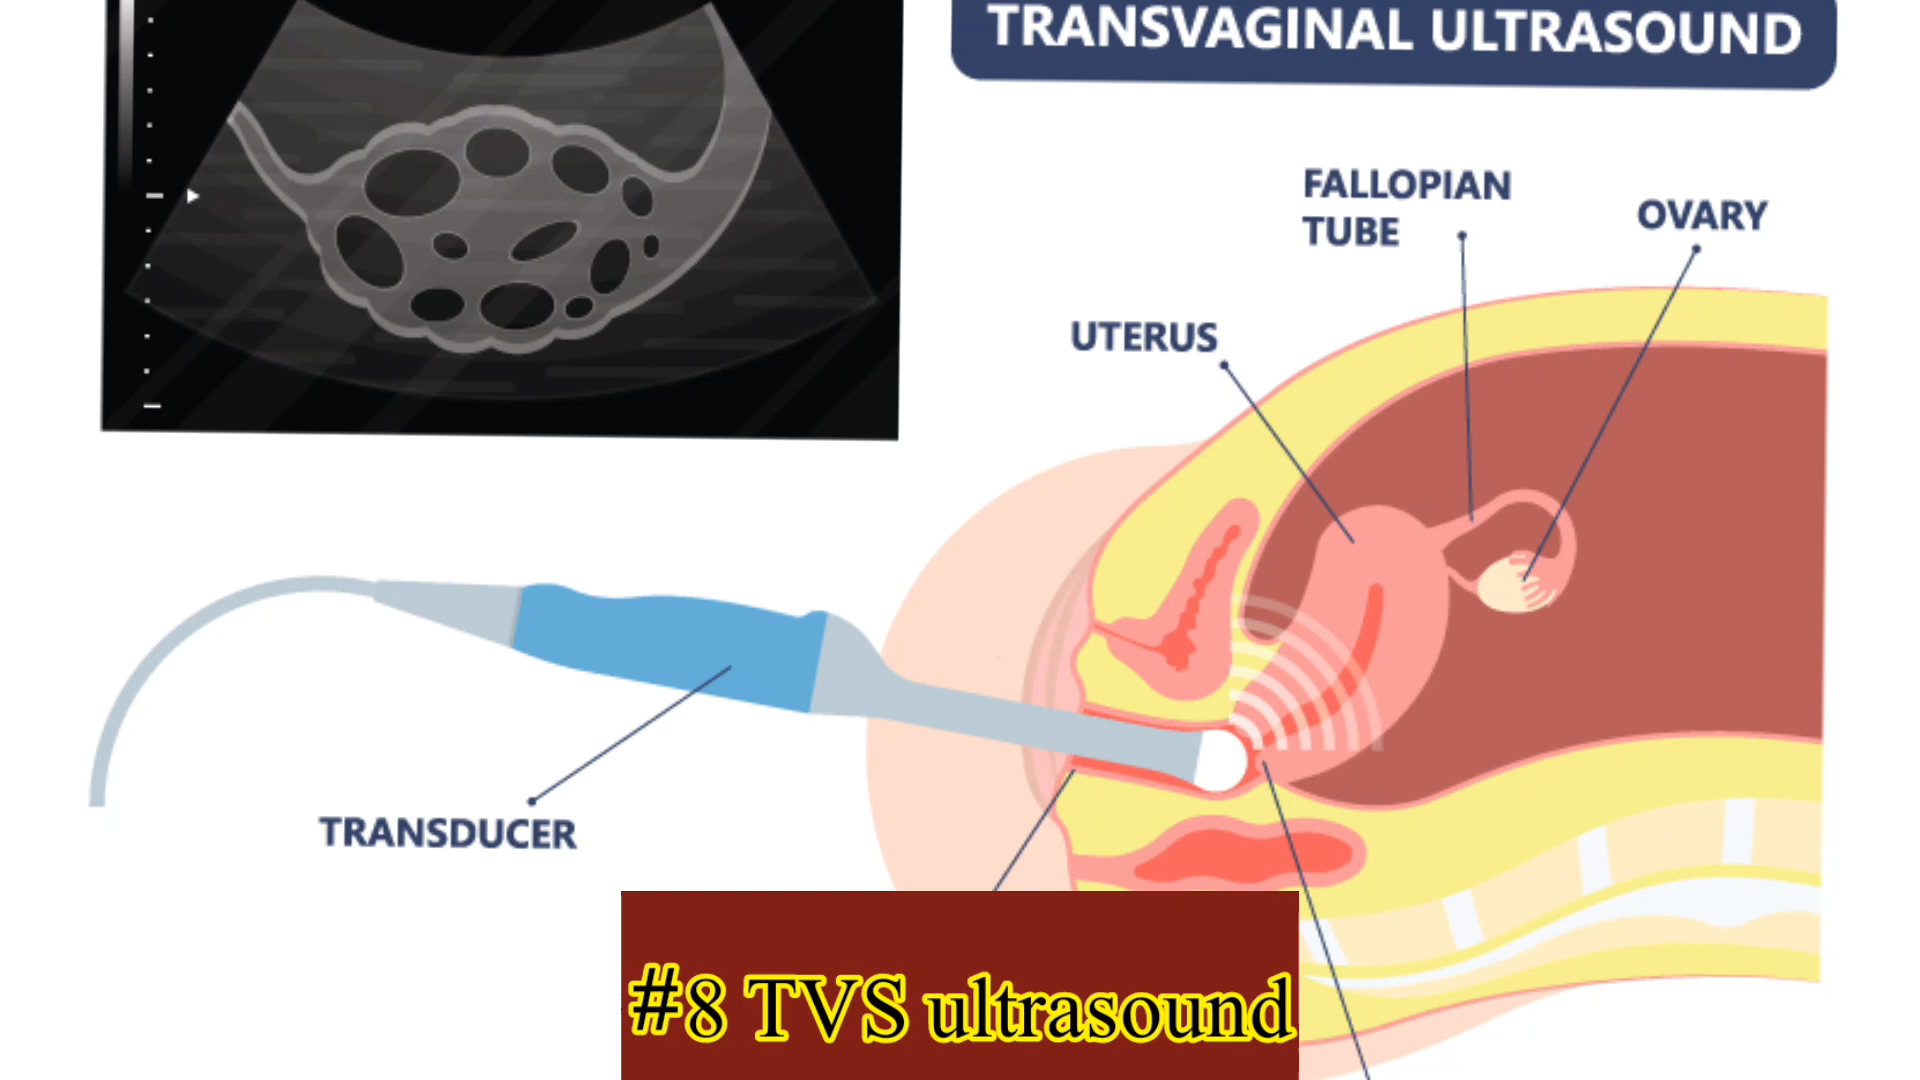 TRANSVAGINAL ULTRASOUND
FALLOPIAN
TUBE
OVARY
UTERUS
TRANSDUCER
#8 TVS ultrasound